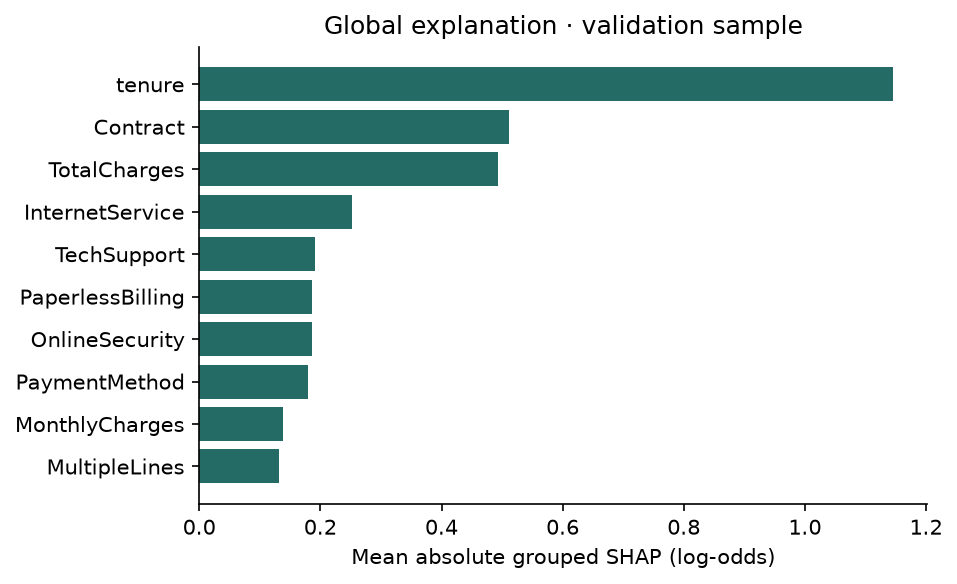 Global explanation · validation sample
tenure
Contract
TotalCharges
InternetService
TechSupport
PaperlessBilling
OnlineSecurity
PaymentMethod
MonthlyCharges
MultipleLines
0.0 0.2 0.4 0.6 0.8 1.0 1.2
Mean absolute grouped SHAP (log-odds)